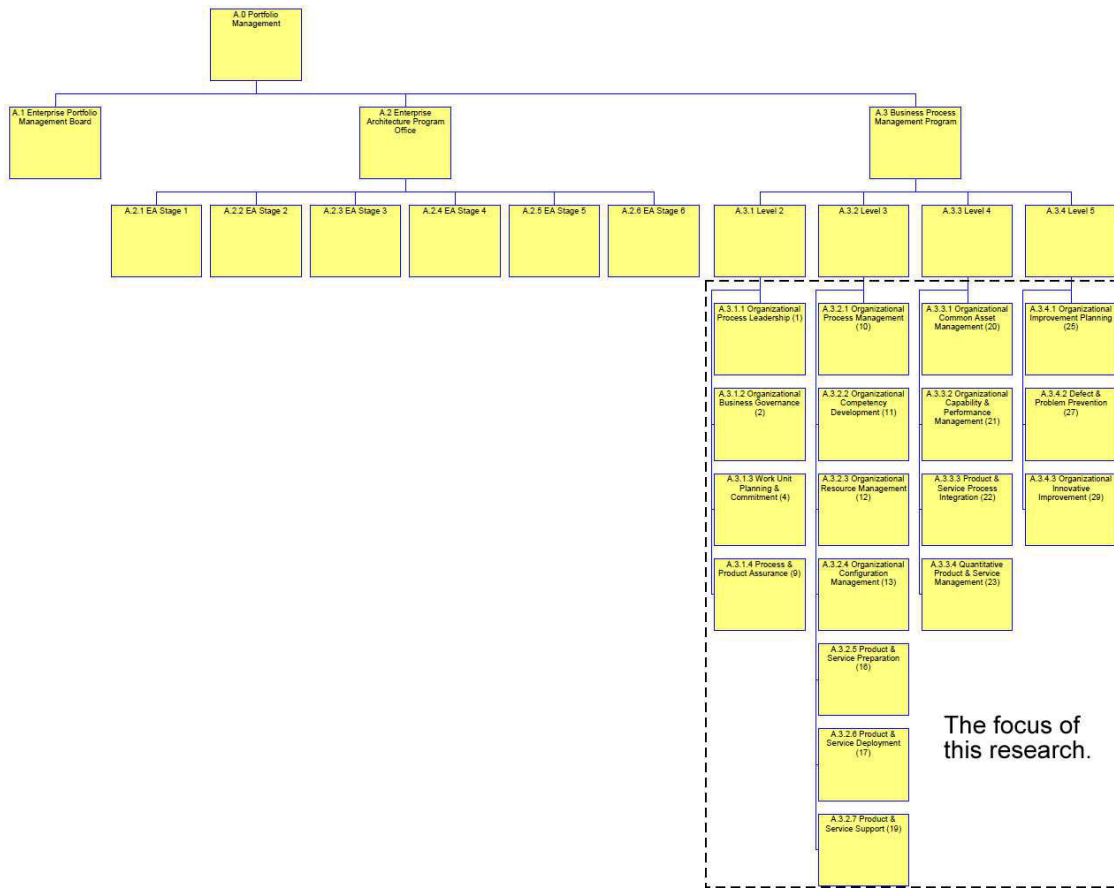 A.0 Portfolio
Management
A.1 Enterprise Portfolio
Management Board
A.2 Enterprise
Architecture Program
Office
A.3 Business Process
Management Program
A.2.1 EA Stage 1
A.2.2 EA Stage 2
A.2.3 EA Stage 3
A.2.4 EA Stage 4
A.2.5 EA Stage 5
A.2.6 EA Stage 6
A.3.1 Level 2
A.3.2 Level 3
A.3.3 Level 4
A.3.4 Level 5
A.3.1.1 Organizational
Process Leadership (1)
A.3.2.1 Organizational
Process Management
(10)
A.3.3.1 Organizational
Common Asset
Management (20)
A.3.4.1 Organizational
Improvement Planning
(25)
A.3.1.2 Organizational
Business Governance
(2)
A.3.2.2 Organizational
Competency
Development (11)
A.3.3.2 Organizational
Capability &
Performance
Management (21)
A.3.4.2 Defect &
Problem Prevention
(27)
A.3.1.3 Work Unit
Planning &
Commitment (4)
A.3.2.3 Organizational
Resource Management
(12)
A.3.3.3 Product &
Service Process
Integration (22)
A.3.4.3 Organizational
Innovative
Improvement (29)
A.3.1.4 Process &
Product Assurance (9)
A.3.2.4 Organizational
Configuration
Management (13)
A.3.3.4 Quantitative
Product & Service
Management (23)
A.3.2.5 Product &
Service Preparation
(16)
A.3.2.6 Product &
Service Deployment
(17)
A.3.2.7 Product &
Service Support (19)
The focus of
this research.